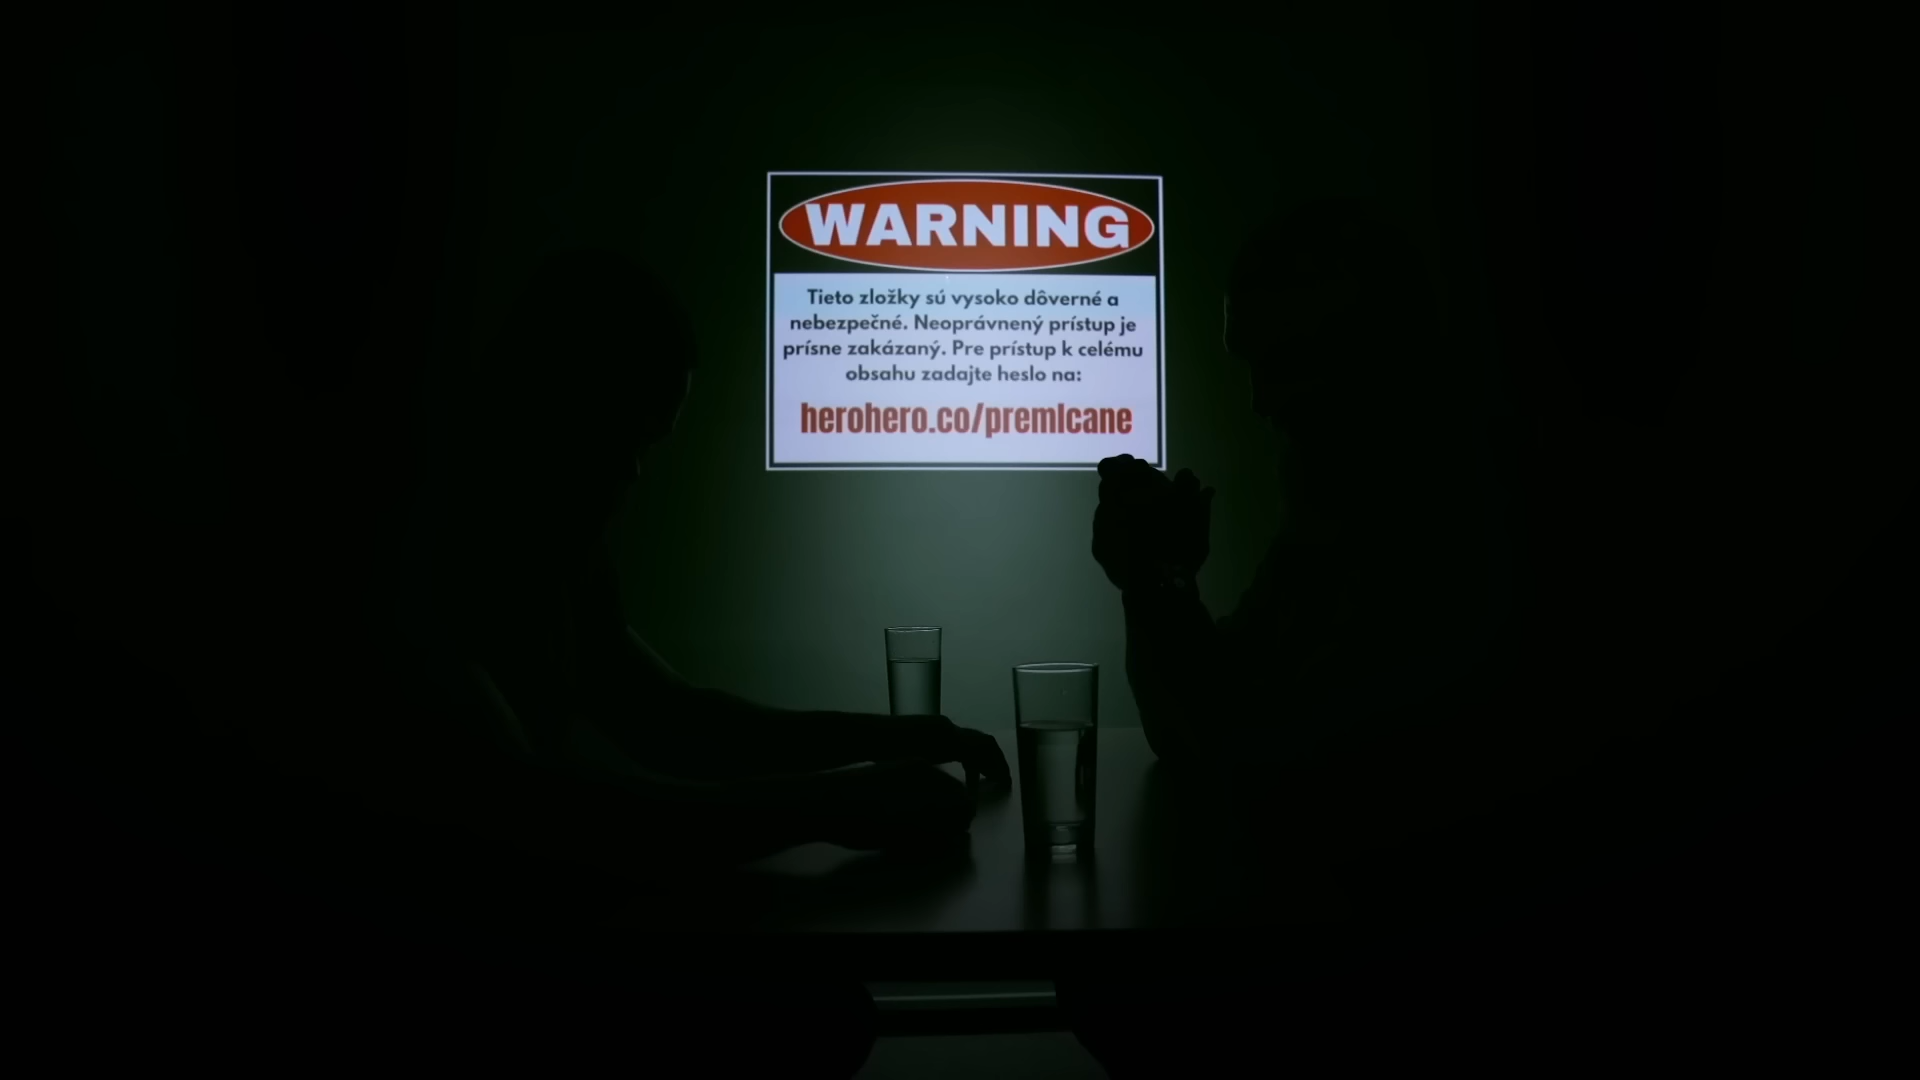 WARNING
Tieto zložky sú vysoko dôverné a
nebezpečné. Neoprávnený prístup je
prísne zakázaný. Pre prístup k celému
obsahu zadajte heslo na:
herohero.co/premlcane